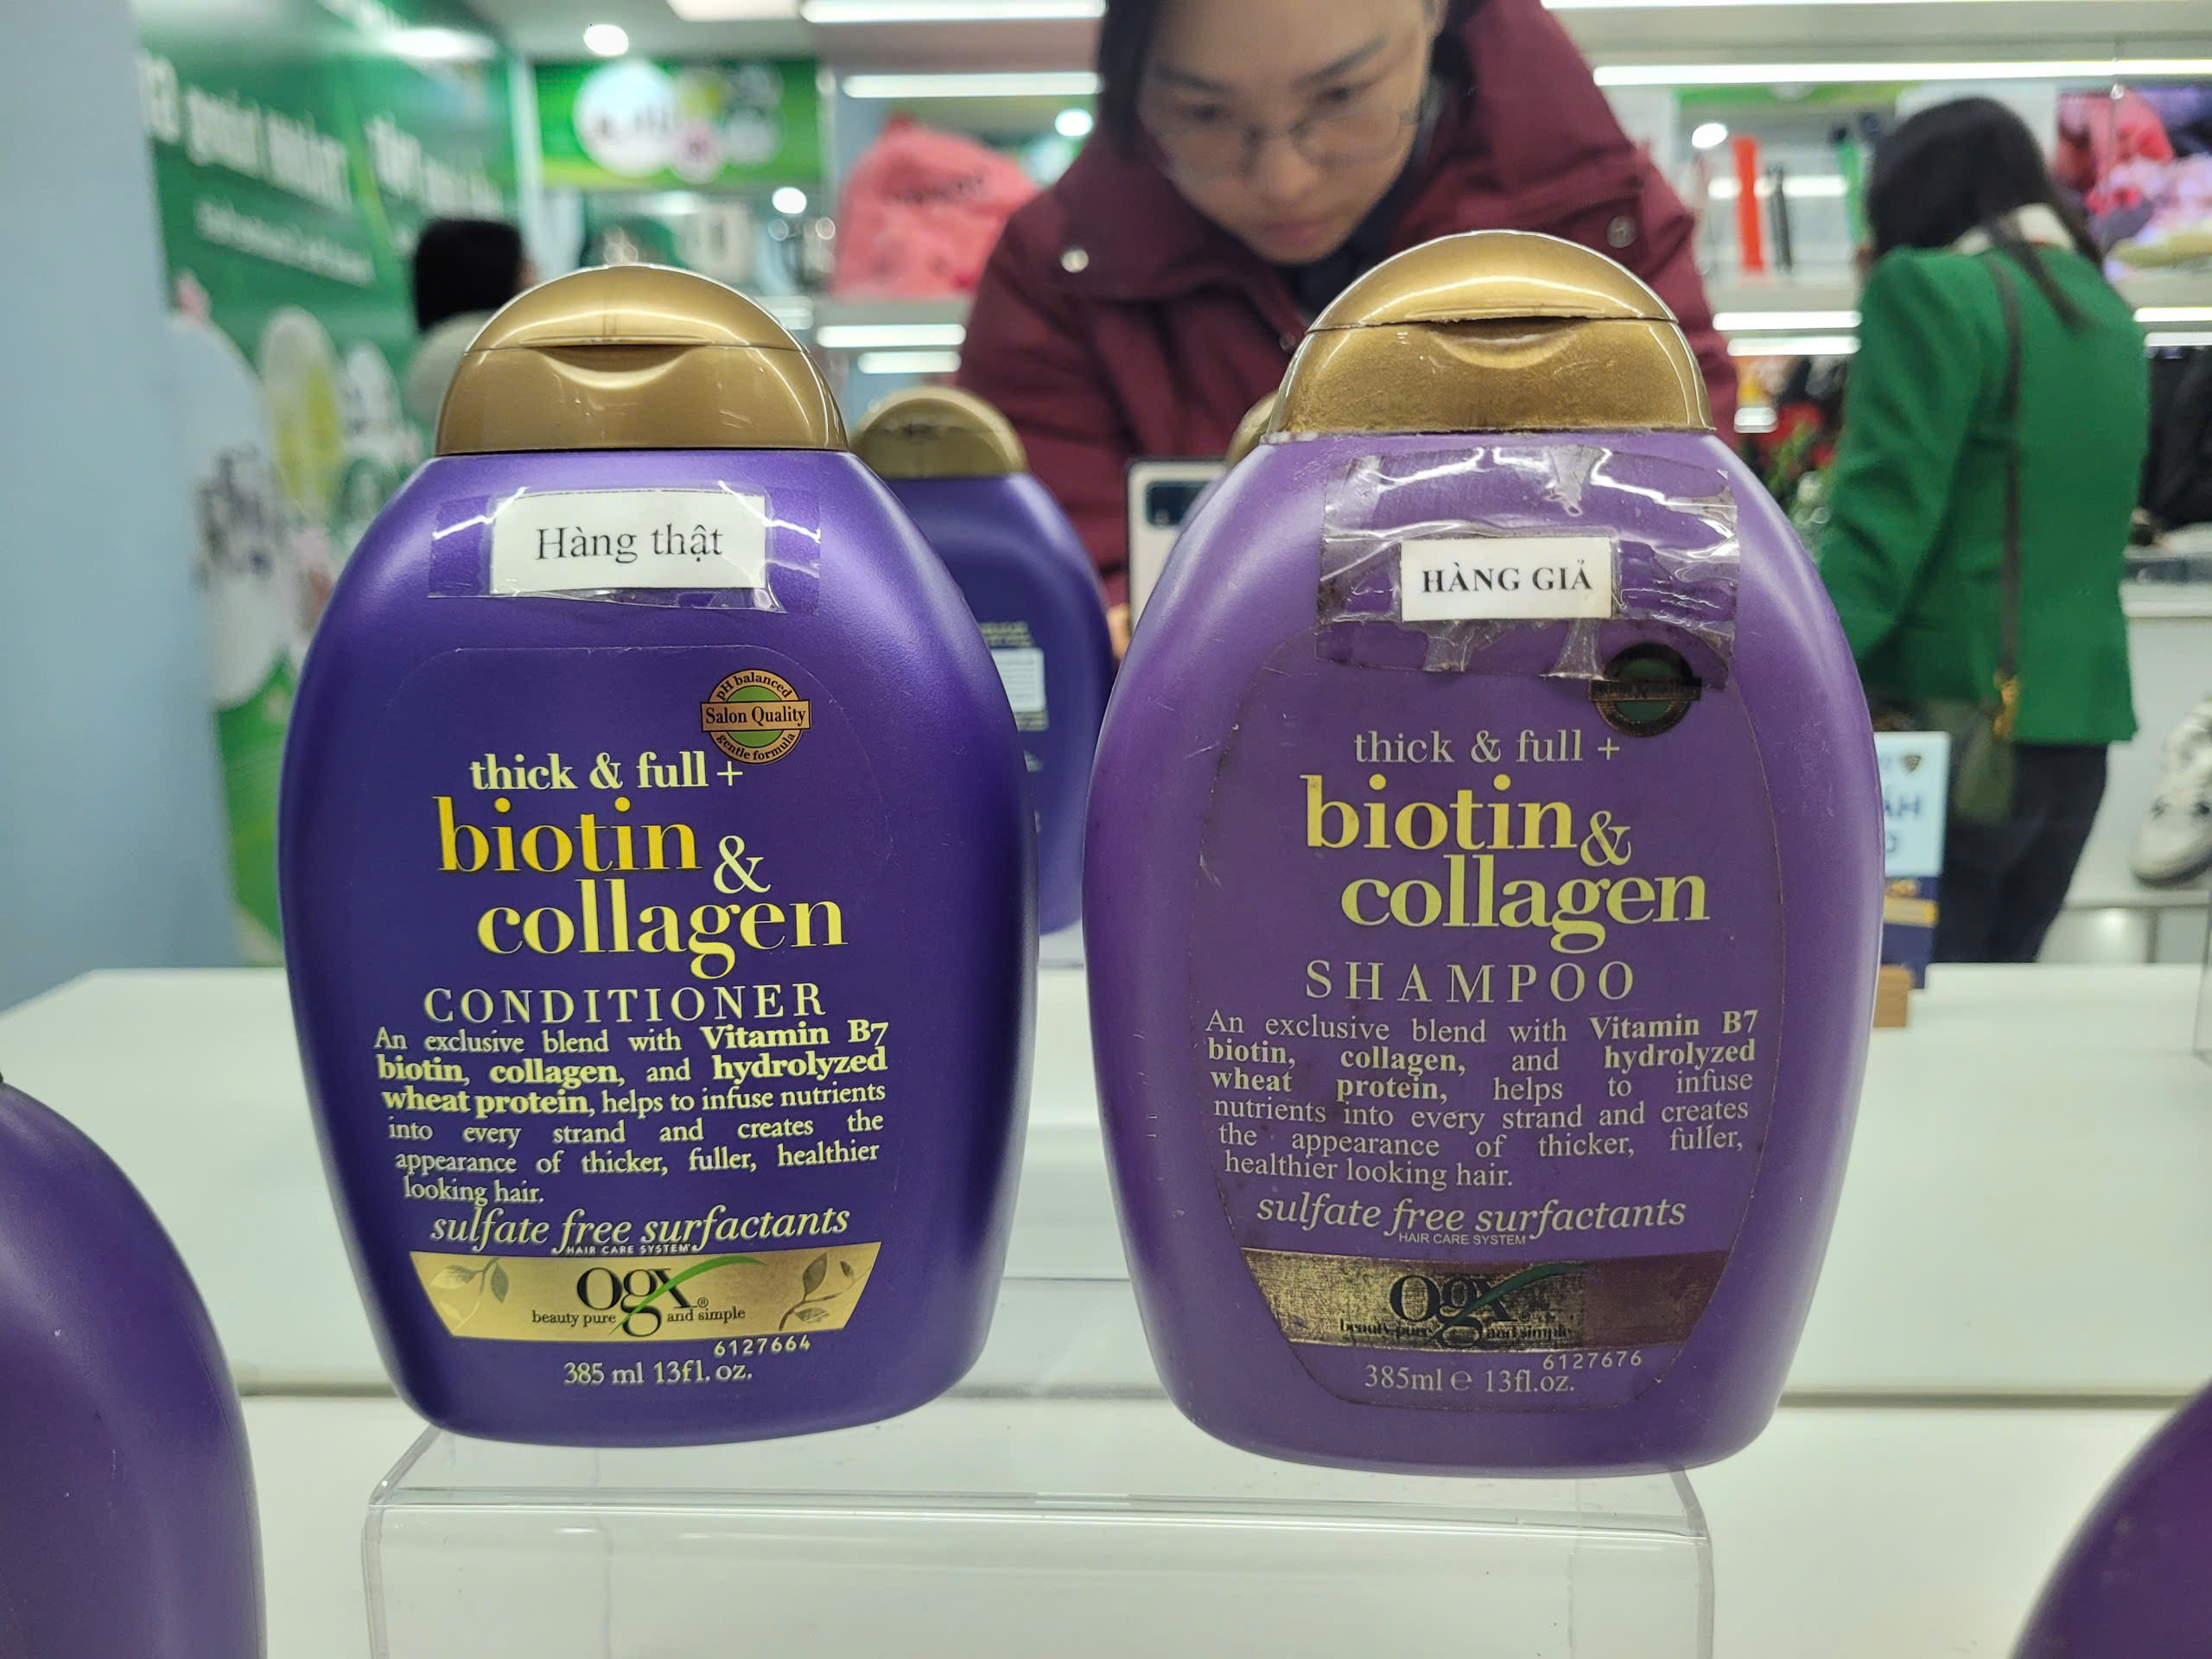 Hàng thật
pH balanced
Salon Quality
gentle formula
thick & full +
biotin &
collagen
CONDITIONER
An exclusive blend with Vitamin B7
biotin, collagen, and hydrolyzed
wheat protein, helps to infuse nutrients
into every strand and creates the
appearance of thicker, fuller, healthier
looking hair.
sulfate free surfactants
HAIR CARE SYSTEM
ogx®
beauty pure and simple
6127664
385 ml 13fl. oz.
HÀNG GIẢ
thick & full +
biotin &
collagen
SHAMPOO
An exclusive blend with Vitamin B7
biotin, collagen, and hydrolyzed
wheat protein, helps to infuse
nutrients into every strand and creates
the appearance of thicker, fuller,
healthier looking hair.
sulfate free surfactants
HAIR CARE SYSTEM
ogx®
beauty pure and simple
6127676
385ml e 13fl.oz.